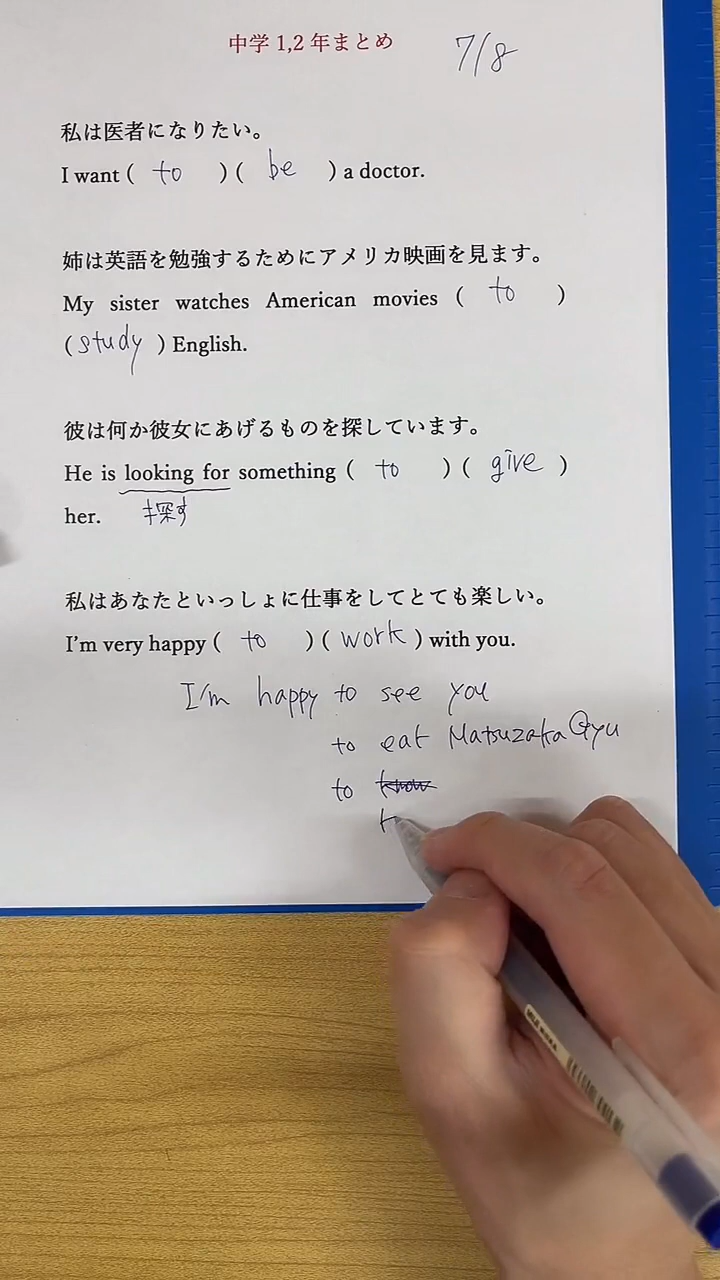 中学 1,2 年まとめ 7/8
私は医者になりたい。
I want ( to )( be ) a doctor.
姉は英語を勉強するためにアメリカ映画を見ます。
My sister watches American movies ( to )
( study ) English.
彼は何か彼女にあげるものを探しています。
He is looking for something ( to )( give )
her. 探す
私はあなたといっしょに仕事をしてとても楽しい。
I'm very happy ( to )( work ) with you.
I'm happy to see you
to eat Matsuzaka Gyu
to know